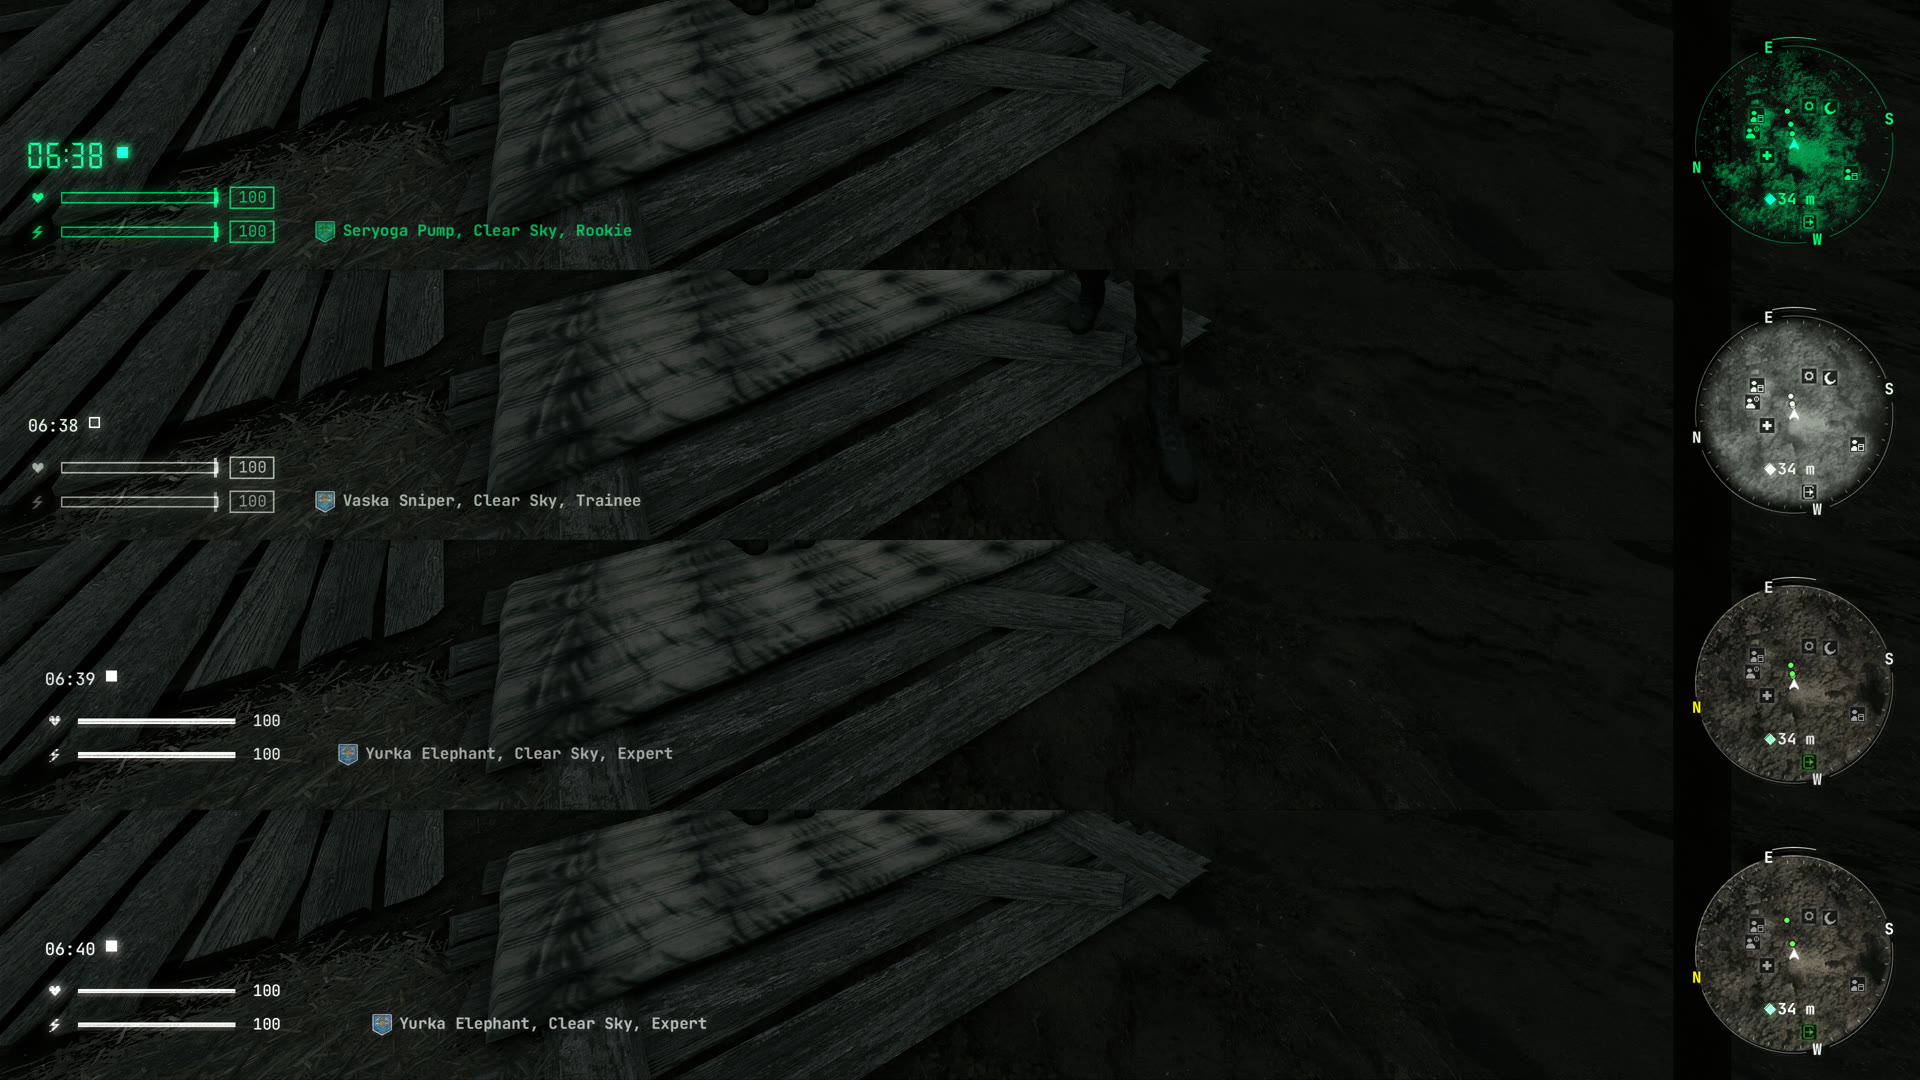 E
S
06:38
N
100
34 m
100
Seryoga Pump, Clear Sky, Rookie
W
E
S
06:38
N
100
34 m
100
Vaska Sniper, Clear Sky, Trainee
W
E
S
06:39
N
100
34 m
100
Yurka Elephant, Clear Sky, Expert
W
E
S
06:40
N
100
34 m
100
Yurka Elephant, Clear Sky, Expert
W